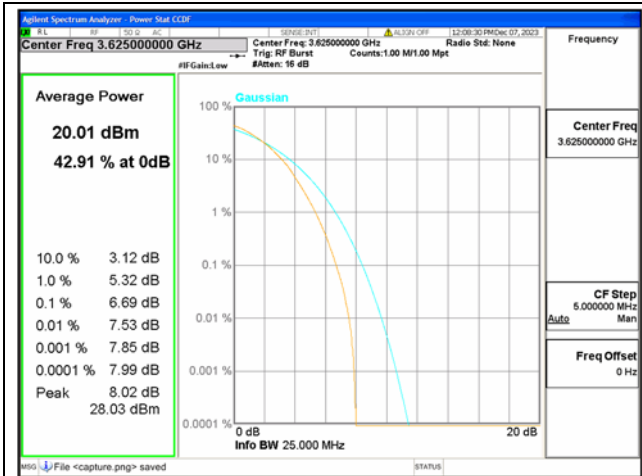 Agilent Spectrum Analyzer - Power Stat CCDF
RL RF 50 Ω AC SENSE:INT ALIGN OFF 12:08:30 PM Dec 07, 2023
Center Freq 3.625000000 GHz
Center Freq: 3.625000000 GHz Radio Std: None
Trig: RF Burst Counts:1.00 M/1.00 Mpt
#IFGain:Low #Atten: 16 dB
Frequency
Average Power
20.01 dBm
42.91 % at 0dB
10.0 % 3.12 dB
1.0 % 5.32 dB
0.1 % 6.69 dB
0.01 % 7.53 dB
0.001 % 7.85 dB
0.0001 % 7.99 dB
Peak 8.02 dB
28.03 dBm
Gaussian
100 %
10 %
1 %
0.1 %
0.01 %
0.001 %
0.0001 %
0 dB 20 dB
Info BW 25.000 MHz
Center Freq
3.625000000 GHz
CF Step
5.000000 MHz
Auto Man
Freq Offset
0 Hz
MSG File <capture.png> saved STATUS